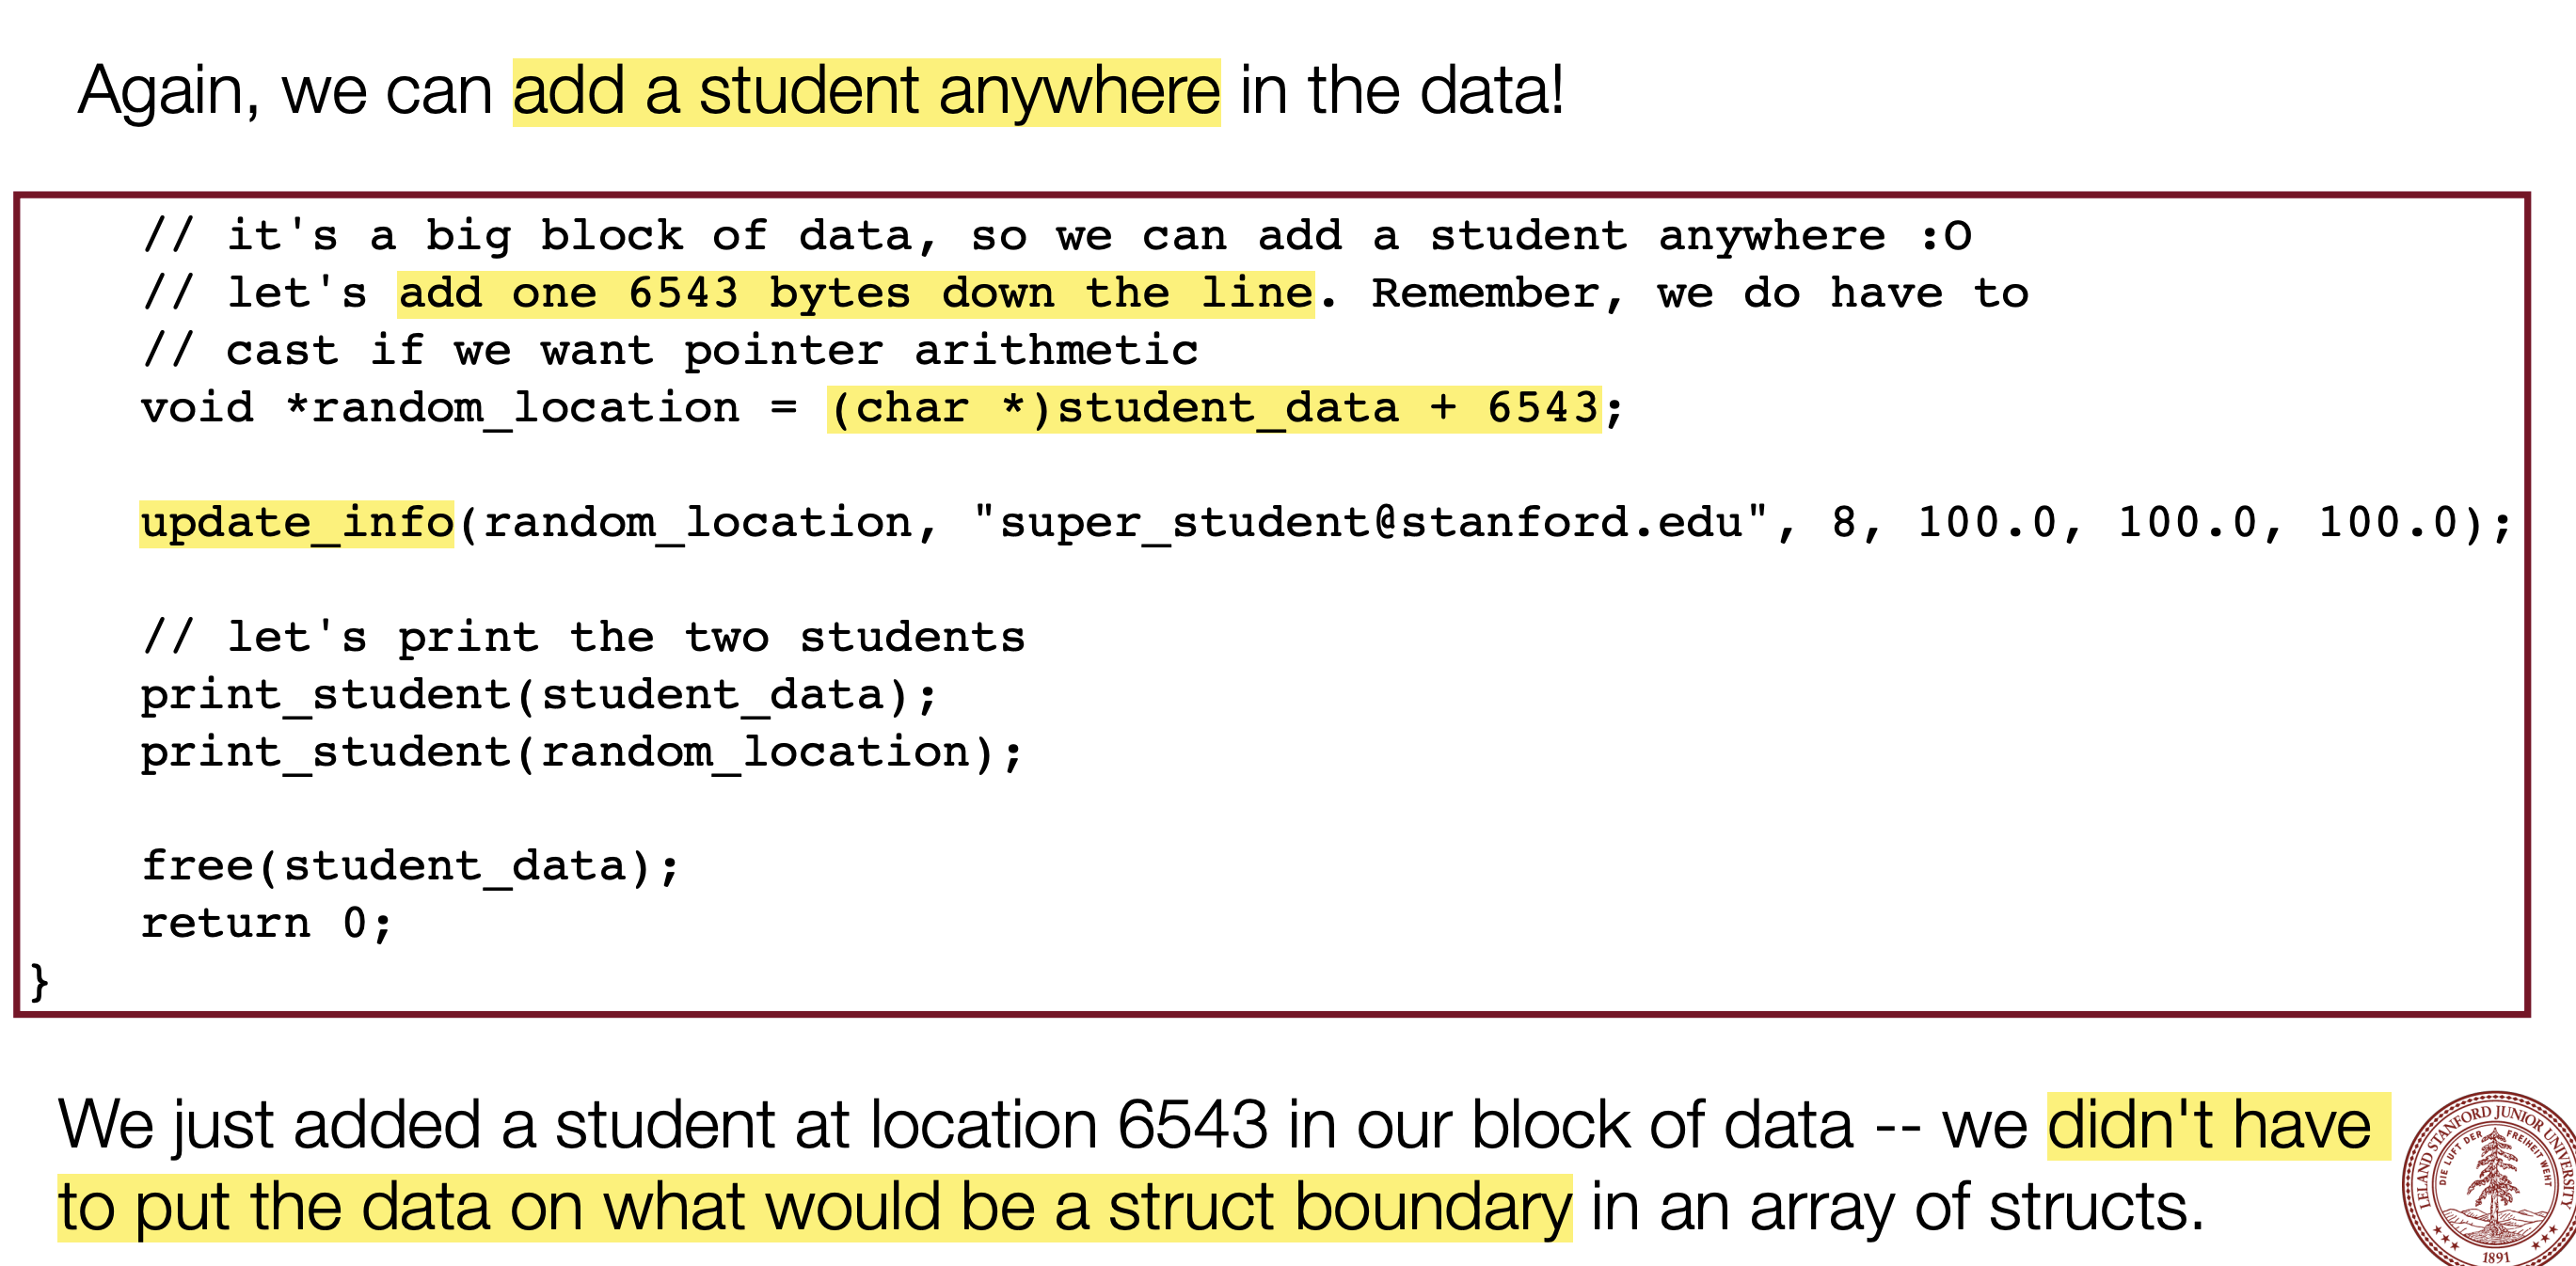 Again, we can add a student anywhere in the data!
// it's a big block of data, so we can add a student anywhere :O
// let's add one 6543 bytes down the line. Remember, we do have to
// cast if we want pointer arithmetic
void *random_location = (char *)student_data + 6543;
update_info(random_location, "super_student@stanford.edu", 8, 100.0, 100.0, 100.0);
// let's print the two students
print_student(student_data);
print_student(random_location);
free(student_data);
return 0;
}
We just added a student at location 6543 in our block of data -- we didn't have
to put the data on what would be a struct boundary in an array of structs.
LELAND STANFORD JUNIOR UNIVERSITY
DIE LUFT DER FREIHEIT WEHT
1891